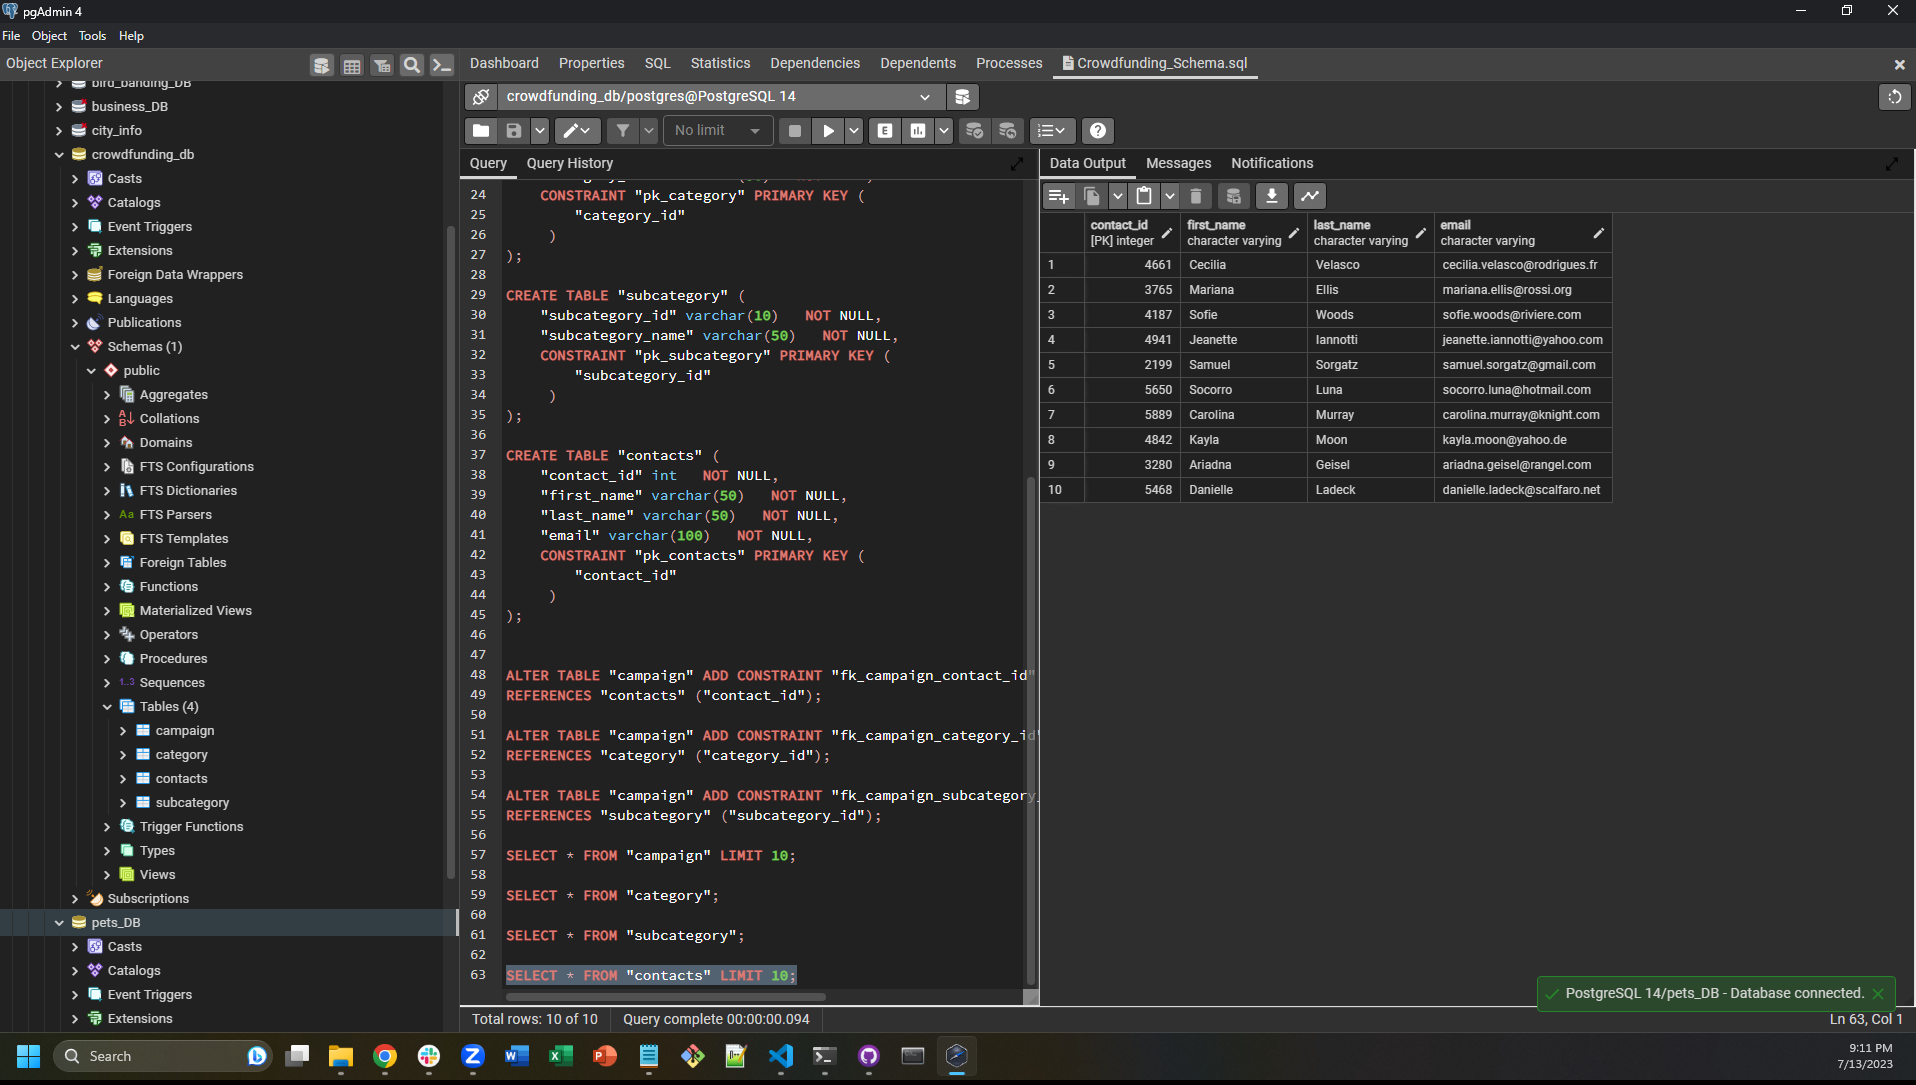 pgAdmin 4
File Object Tools Help
Object Explorer
Dashboard Properties SQL Statistics Dependencies Dependents Processes Crowdfunding_Schema.sql
bird_banding_DB
business_DB
city_info
crowdfunding_db
Casts
Catalogs
Event Triggers
Extensions
Foreign Data Wrappers
Languages
Publications
Schemas (1)
public
Aggregates
Collations
Domains
FTS Configurations
FTS Dictionaries
FTS Parsers
FTS Templates
Foreign Tables
Functions
Materialized Views
Operators
Procedures
Sequences
Tables (4)
campaign
category
contacts
subcategory
Trigger Functions
Types
Views
Subscriptions
pets_DB
Casts
Catalogs
Event Triggers
Extensions
crowdfunding_db/postgres@PostgreSQL 14
No limit
E
Query Query History
24 CONSTRAINT "pk_category" PRIMARY KEY (
25 "category_id"
26 )
27 );
28
29 CREATE TABLE "subcategory" (
30 "subcategory_id" varchar(10) NOT NULL,
31 "subcategory_name" varchar(50) NOT NULL,
32 CONSTRAINT "pk_subcategory" PRIMARY KEY (
33 "subcategory_id"
34 )
35 );
36
37 CREATE TABLE "contacts" (
38 "contact_id" int NOT NULL,
39 "first_name" varchar(50) NOT NULL,
40 "last_name" varchar(50) NOT NULL,
41 "email" varchar(100) NOT NULL,
42 CONSTRAINT "pk_contacts" PRIMARY KEY (
43 "contact_id"
44 )
45 );
46
47
48 ALTER TABLE "campaign" ADD CONSTRAINT "fk_campaign_contact_id"
49 REFERENCES "contacts" ("contact_id");
50
51 ALTER TABLE "campaign" ADD CONSTRAINT "fk_campaign_category_id"
52 REFERENCES "category" ("category_id");
53
54 ALTER TABLE "campaign" ADD CONSTRAINT "fk_campaign_subcategory_
55 REFERENCES "subcategory" ("subcategory_id");
56
57 SELECT * FROM "campaign" LIMIT 10;
58
59 SELECT * FROM "category";
60
61 SELECT * FROM "subcategory";
62
63 SELECT * FROM "contacts" LIMIT 10;
Data Output Messages Notifications
contact_id first_name last_name email
[PK] integer character varying character varying character varying
1 4661 Cecilia Velasco cecilia.velasco@rodrigues.fr
2 3765 Mariana Ellis mariana.ellis@rossi.org
3 4187 Sofie Woods sofie.woods@riviere.com
4 4941 Jeanette Iannotti jeanette.iannotti@yahoo.com
5 2199 Samuel Sorgatz samuel.sorgatz@gmail.com
6 5650 Socorro Luna socorro.luna@hotmail.com
7 5889 Carolina Murray carolina.murray@knight.com
8 4842 Kayla Moon kayla.moon@yahoo.de
9 3280 Ariadna Geisel ariadna.geisel@rangel.com
10 5468 Danielle Ladeck danielle.ladeck@scalfaro.net
PostgreSQL 14/pets_DB - Database connected.
Total rows: 10 of 10 Query complete 00:00:00.094
Ln 63, Col 1
Search
9:11 PM
7/13/2023